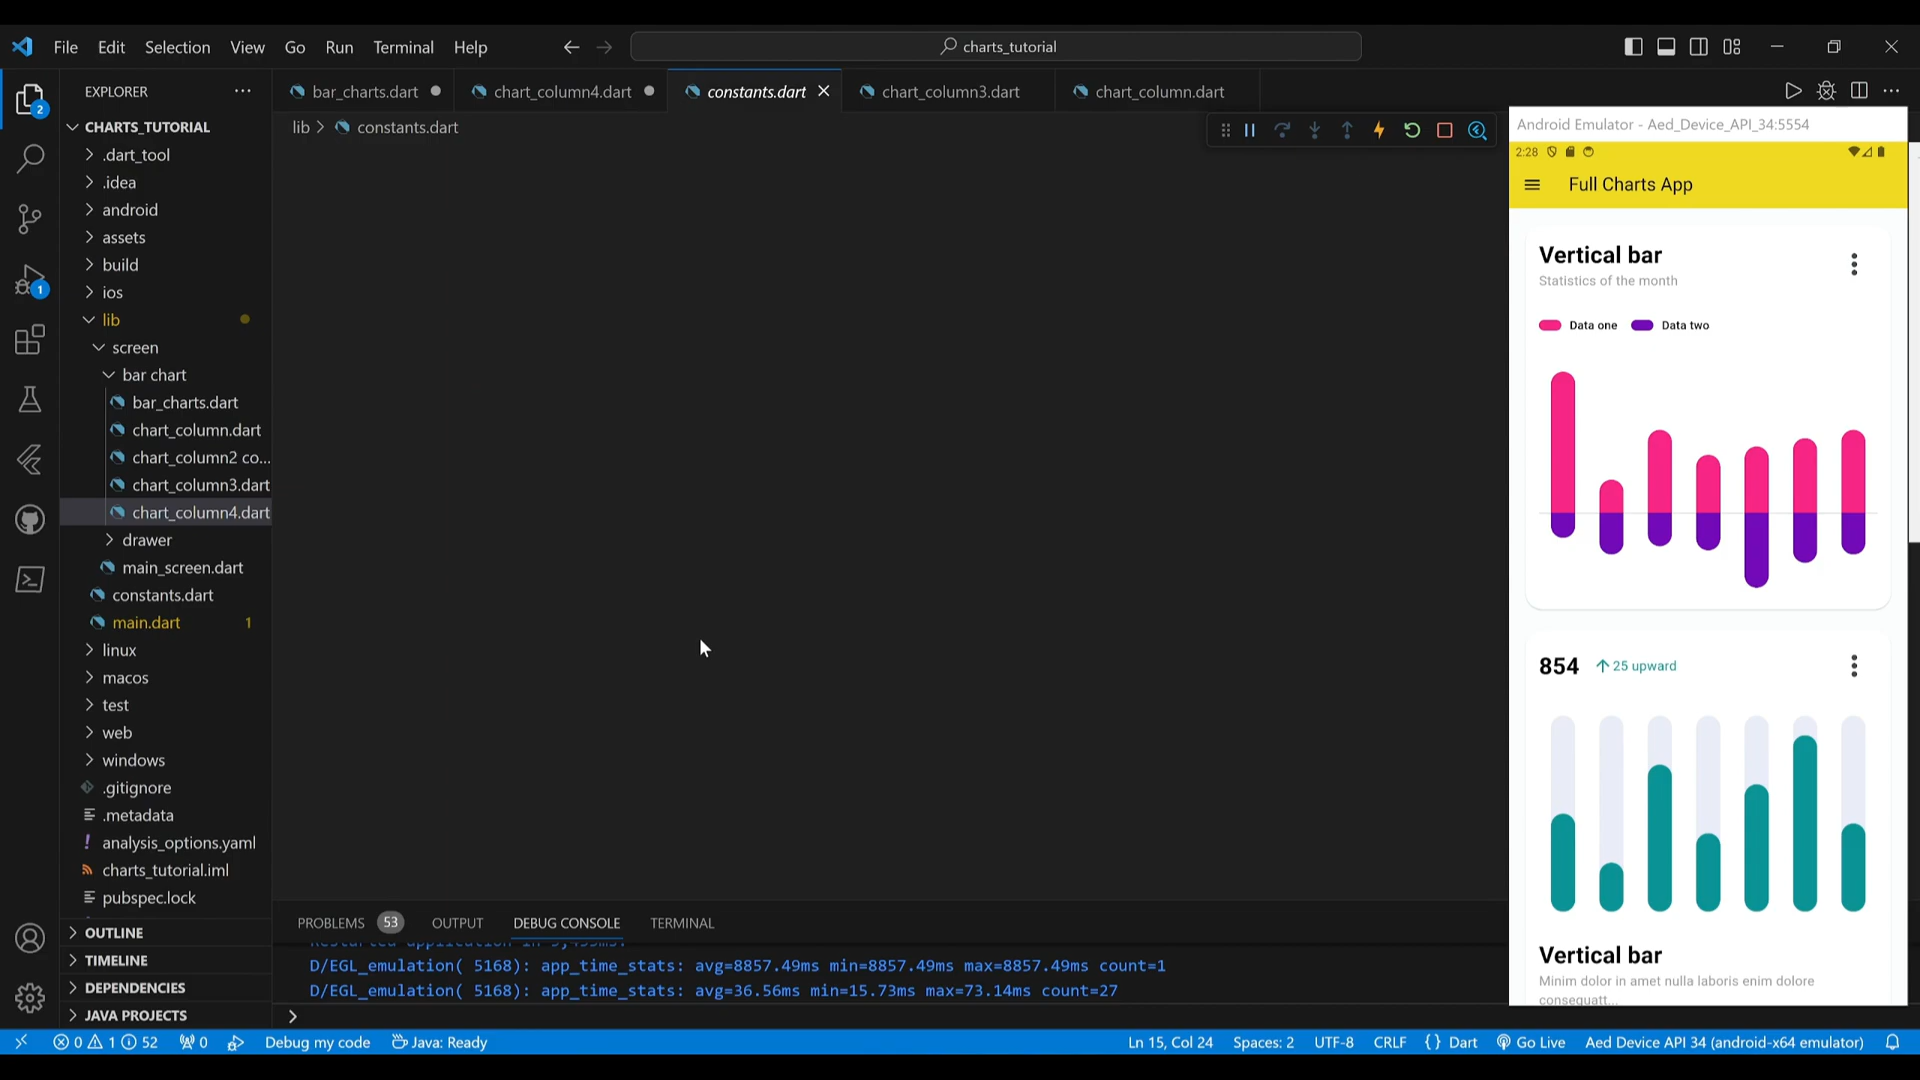 File Edit Selection View Go Run Terminal Help
charts_tutorial
EXPLORER
bar_charts.dart
chart_column4.dart
constants.dart
chart_column3.dart
chart_column.dart
lib > constants.dart
2
1
CHARTS_TUTORIAL
.dart_tool
.idea
android
assets
build
ios
lib
screen
bar chart
bar_charts.dart
chart_column.dart
chart_column2 co...
chart_column3.dart
chart_column4.dart
drawer
main_screen.dart
constants.dart
main.dart 1
linux
macos
test
web
windows
.gitignore
.metadata
analysis_options.yaml
charts_tutorial.iml
pubspec.lock
OUTLINE
TIMELINE
DEPENDENCIES
JAVA PROJECTS
Android Emulator - Aed_Device_API_34:5554
2:28
Full Charts App
Vertical bar
Statistics of the month
Data one
Data two
854
25 upward
Vertical bar
Minim dolor in amet nulla laboris enim dolore
consequatt...
PROBLEMS 53 OUTPUT DEBUG CONSOLE TERMINAL
D/EGL_emulation( 5168): app_time_stats: avg=8857.49ms min=8857.49ms max=8857.49ms count=1
D/EGL_emulation( 5168): app_time_stats: avg=36.56ms min=15.73ms max=73.14ms count=27
0 1 52 0 Debug my code Java: Ready Ln 15, Col 24 Spaces: 2 UTF-8 CRLF {} Dart Go Live Aed Device API 34 (android-x64 emulator)